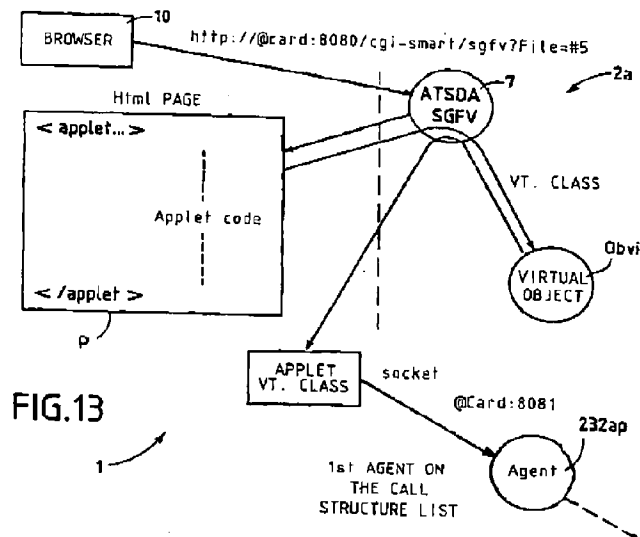 10
BROWSER
http://@card:8080/cgi-smart/sgfv?File=#5
7
2a
Html PAGE
ATSDA
SGFV
< applet...>
VT. CLASS
Applet code
Obvi
VIRTUAL
OBJECT
< /applet >
P
APPLET
VT. CLASS
socket
@Card:8081
FIG.13
232ap
1
1st AGENT ON
THE CALL
STRUCTURE LIST
Agent